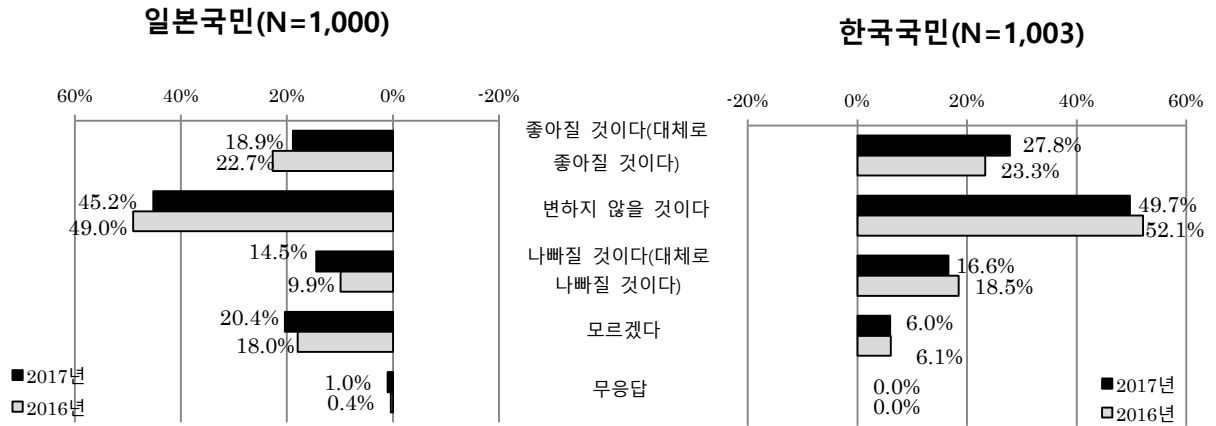 일본국민(N=1,000)
한국국민(N=1,003)
60% 40% 20% 0% -20%
-20% 0% 20% 40% 60%
좋아질 것이다(대체로
좋아질 것이다)
18.9%
22.7%
27.8%
23.3%
변하지 않을 것이다
45.2%
49.0%
49.7%
52.1%
나빠질 것이다(대체로
나빠질 것이다)
14.5%
9.9%
16.6%
18.5%
모르겠다
20.4%
18.0%
6.0%
6.1%
무응답
1.0%
0.4%
0.0%
0.0%
2017년
2016년
2017년
2016년